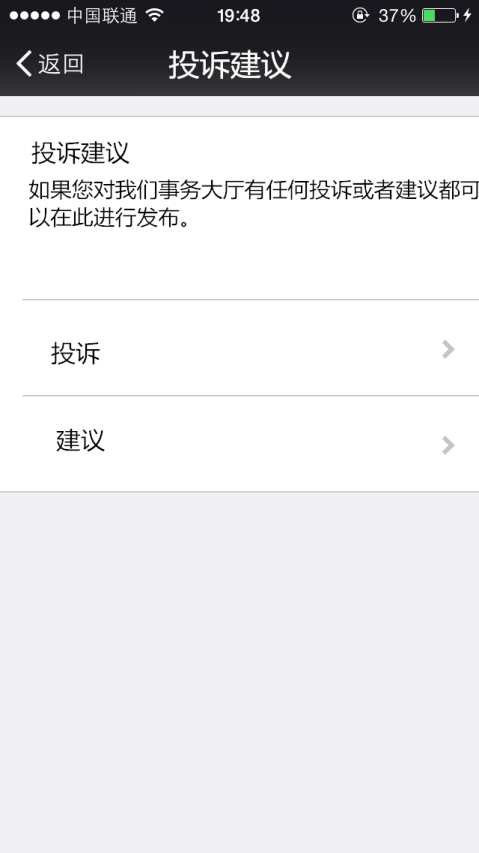 中国联通 19:48 37%
返回 投诉建议
投诉建议
如果您对我们事务大厅有任何投诉或者建议都可
以在此进行发布。
投诉
建议